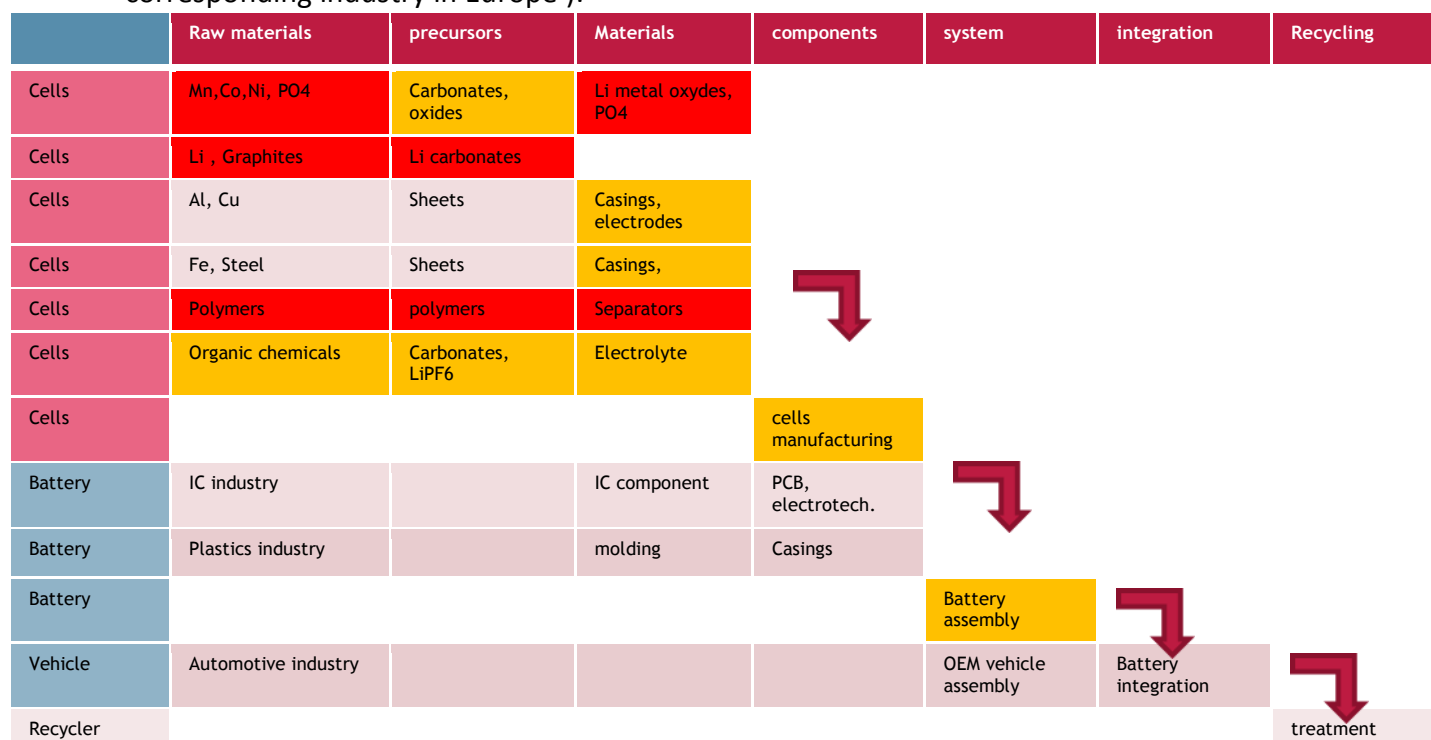 corresponding industry in Europe ).
Raw materials precursors Materials components system integration Recycling
Cells Mn,Co,Ni, PO4 Carbonates, oxides Li metal oxydes, PO4
Cells Li , Graphites Li carbonates
Cells Al, Cu Sheets Casings, electrodes
Cells Fe, Steel Sheets Casings,
Cells Polymers polymers Separators
Cells Organic chemicals Carbonates, LiPF6 Electrolyte
Cells cells manufacturing
Battery IC industry IC component PCB, electrotech.
Battery Plastics industry molding Casings
Battery Battery assembly
Vehicle Automotive industry OEM vehicle assembly Battery integration
Recycler treatment